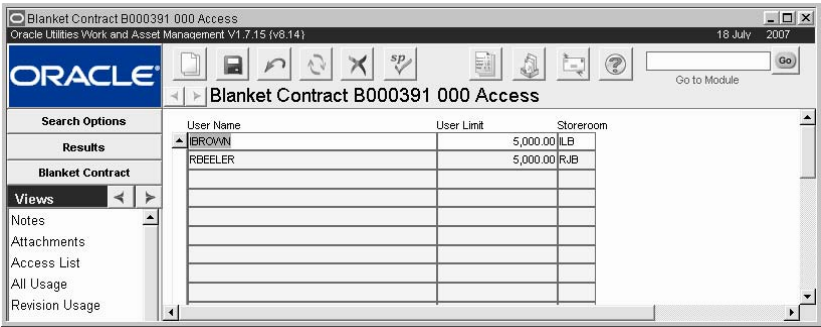 Blanket Contract B000391 000 Access
Oracle Utilities Work and Asset Management V1.7.15 (v8.14) 18 July 2007
ORACLE
sp
Go
Go to Module
Blanket Contract B000391 000 Access
Search Options
Results
Blanket Contract
Views
Notes
Attachments
Access List
All Usage
Revision Usage
User Name User Limit Storeroom
IBROWN 5,000.00 ILB
RBEELER 5,000.00 RJB